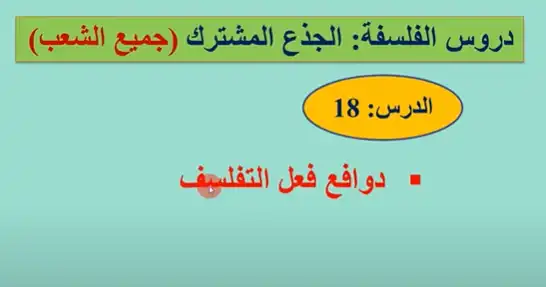 دروس الفلسفة: الجذع المشترك (جميع الشعب)
الدرس: 18
▪ دوافع فعل التفلسف